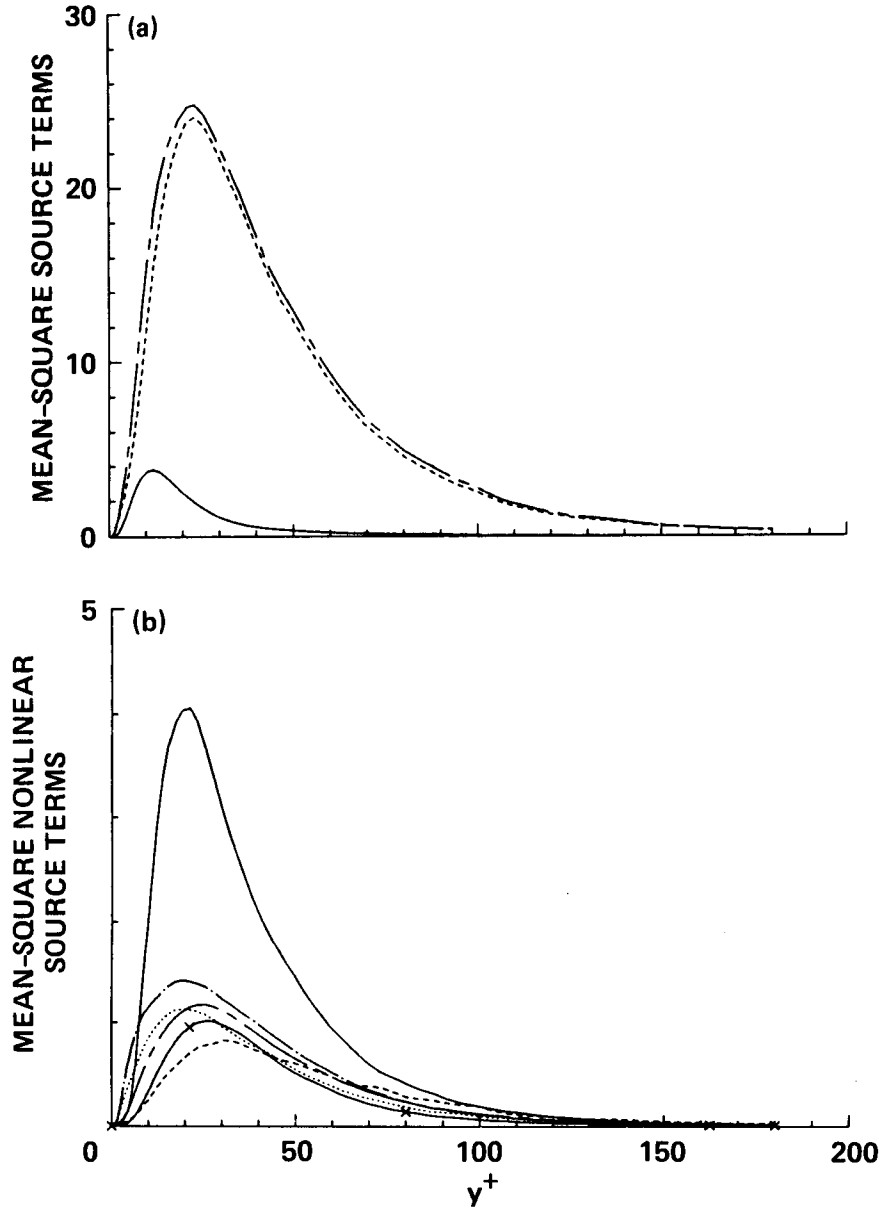 (a)
30
20
10
0
MEAN-SQUARE SOURCE TERMS
(b)
5
MEAN-SQUARE NONLINEAR
SOURCE TERMS
0 50 100 150 200
y+